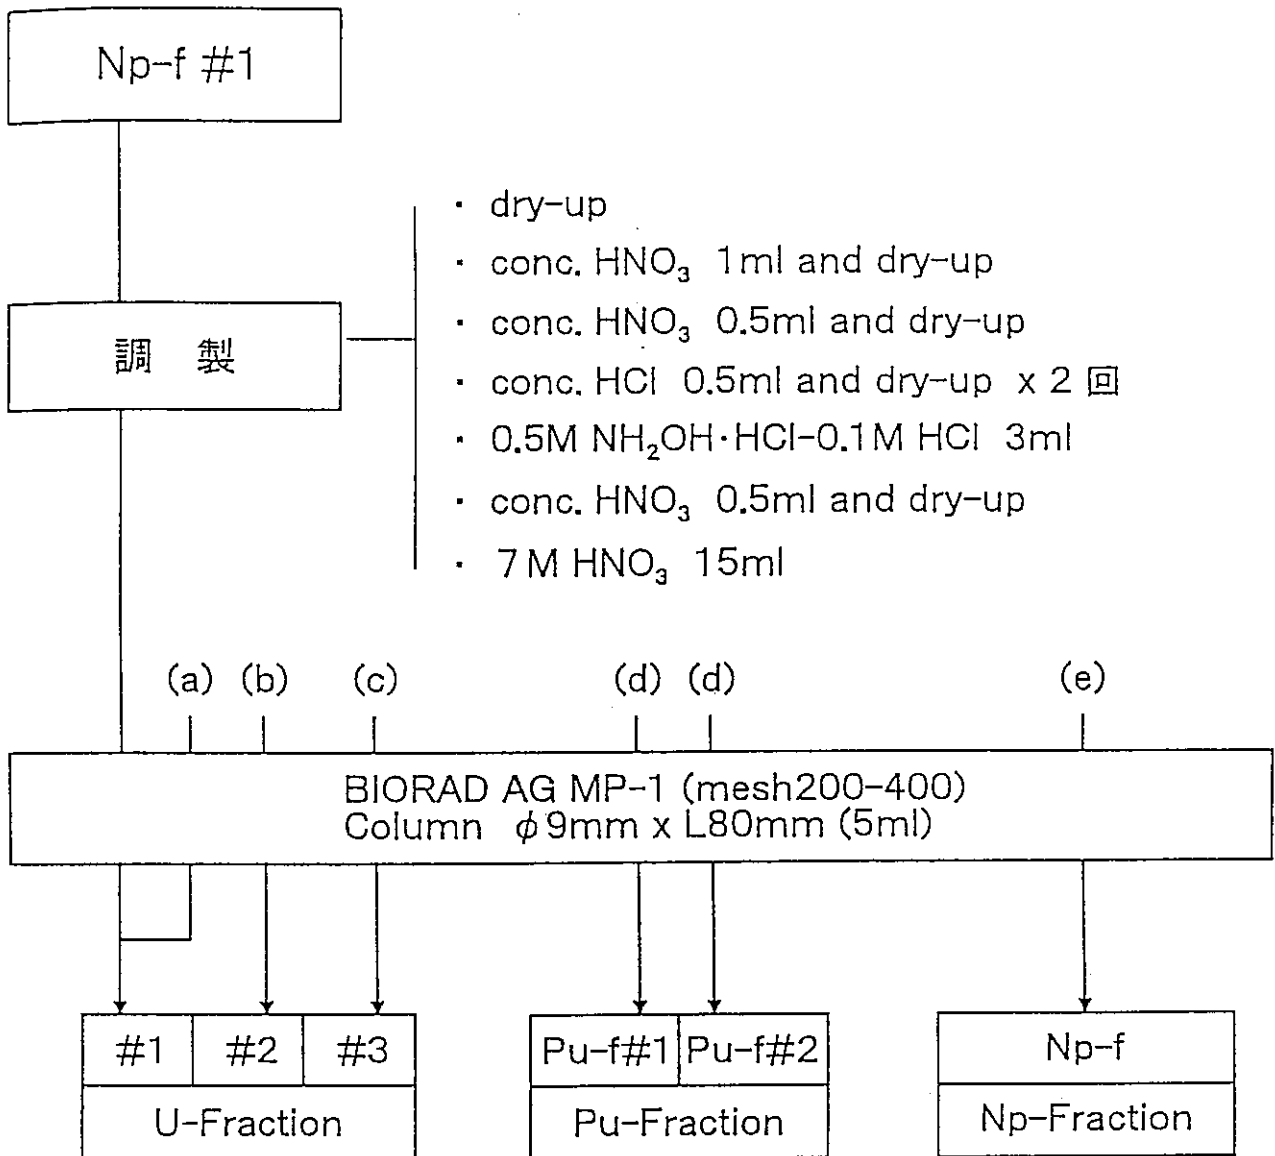 Np-f #1
・ dry-up
・ conc. HNO₃ 1ml and dry-up
・ conc. HNO₃ 0.5ml and dry-up
調 製
・ conc. HCl 0.5ml and dry-up x 2 回
・ 0.5M NH₂OH·HCl-0.1M HCl 3ml
・ conc. HNO₃ 0.5ml and dry-up
・ 7M HNO₃ 15ml
(a) (b) (c) (d) (d) (e)
BIORAD AG MP-1 (mesh200-400)
Column φ9mm x L80mm (5ml)
#1 #2 #3 Pu-f#1 Pu-f#2 Np-f
U-Fraction Pu-Fraction Np-Fraction